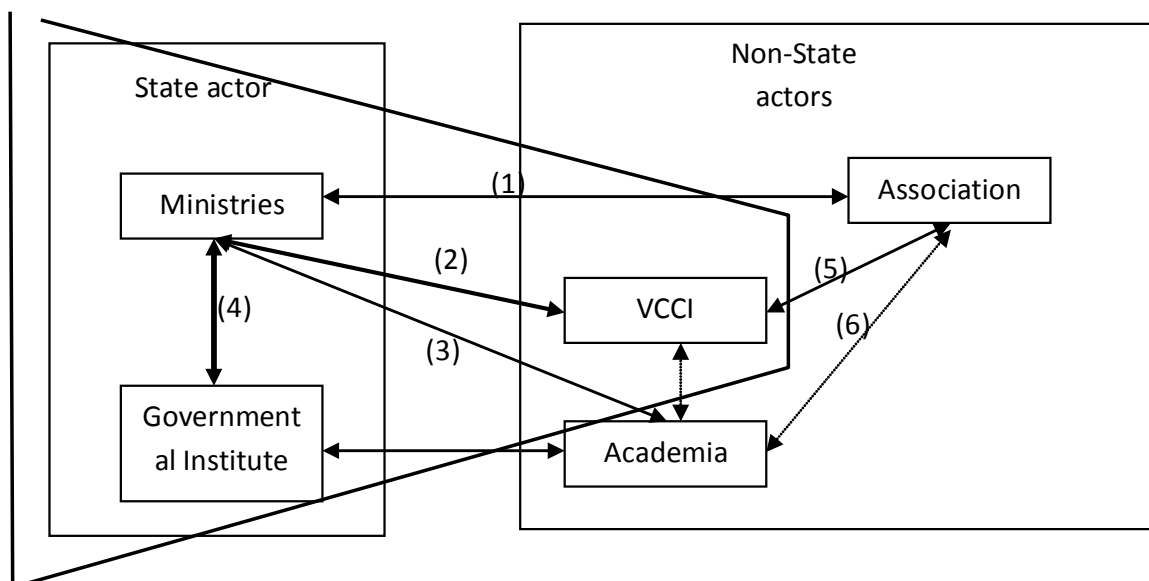 State actor
Non-State
actors
Ministries
(1)
Association
(2)
VCCI
(5)
(4)
(3)
(6)
Government
al Institute
Academia